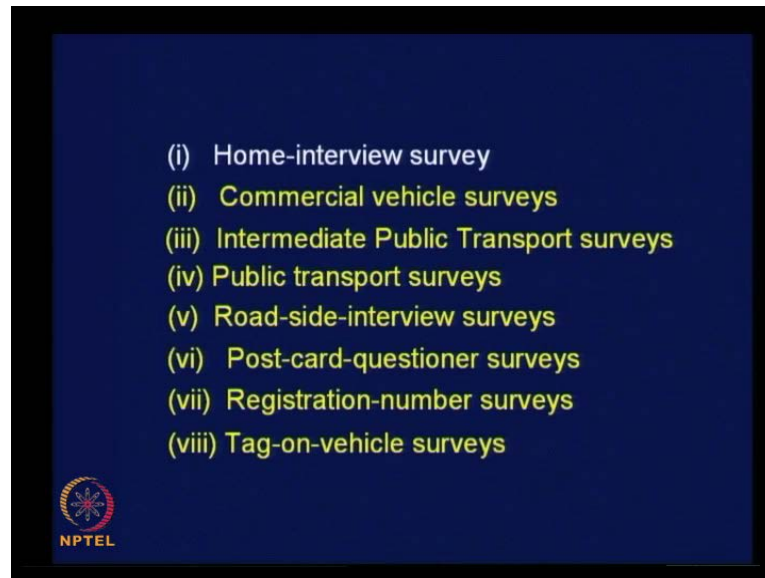 (i) Home-interview survey
(ii) Commercial vehicle surveys
(iii) Intermediate Public Transport surveys
(iv) Public transport surveys
(v) Road-side-interview surveys
(vi) Post-card-questioner surveys
(vii) Registration-number surveys
(viii) Tag-on-vehicle surveys
NPTEL